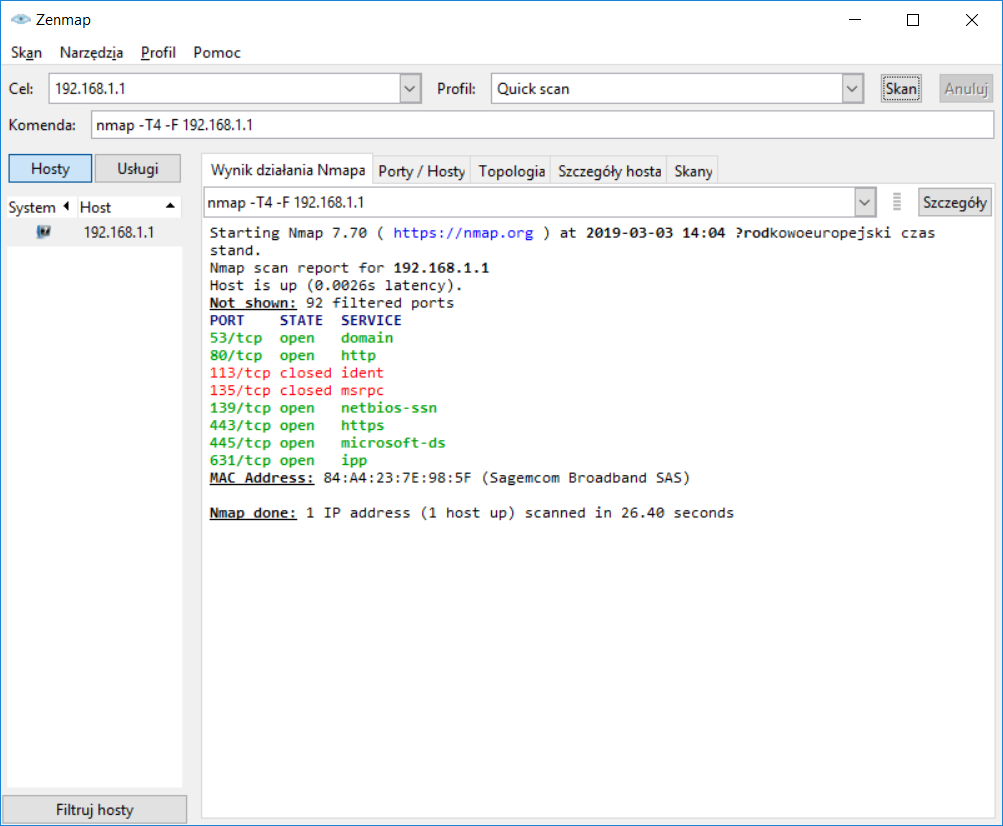 Zenmap
Skan Narzędzia Profil Pomoc
Cel: 192.168.1.1 Profil: Quick scan Skan Anuluj
Komenda: nmap -T4 -F 192.168.1.1
Hosty Usługi
System Host
192.168.1.1
Filtruj hosty
Wynik działania Nmapa Porty / Hosty Topologia Szczegóły hosta Skany
nmap -T4 -F 192.168.1.1 Szczegóły
Starting Nmap 7.70 ( https://nmap.org ) at 2019-03-03 14:04 ?rodkowoeuropejski czas
stand.
Nmap scan report for 192.168.1.1
Host is up (0.0026s latency).
Not shown: 92 filtered ports
PORT STATE SERVICE
53/tcp open domain
80/tcp open http
113/tcp closed ident
135/tcp closed msrpc
139/tcp open netbios-ssn
443/tcp open https
445/tcp open microsoft-ds
631/tcp open ipp
MAC Address: 84:A4:23:7E:98:5F (Sagemcom Broadband SAS)
Nmap done: 1 IP address (1 host up) scanned in 26.40 seconds